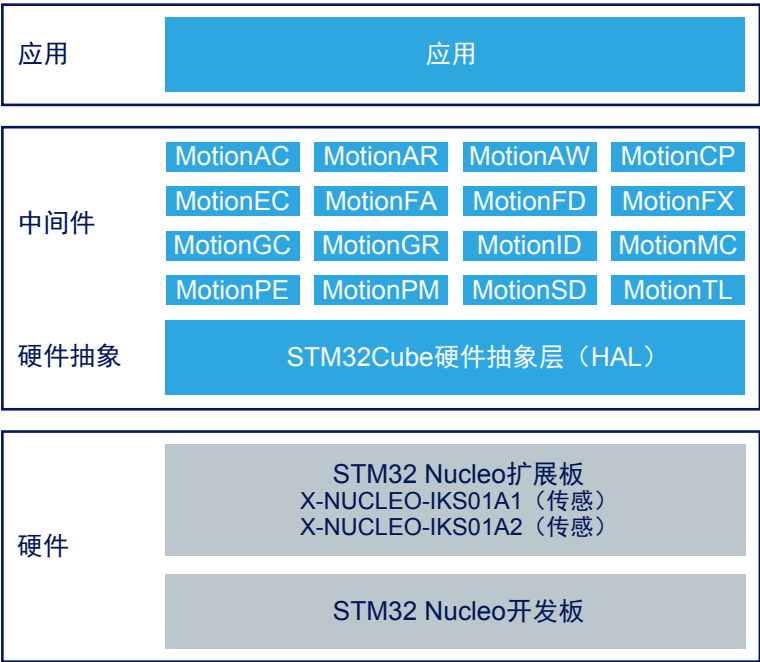 应用
应用
中间件
MotionAC MotionAR MotionAW MotionCP
MotionEC MotionFA MotionFD MotionFX
MotionGC MotionGR MotionID MotionMC
MotionPE MotionPM MotionSD MotionTL
硬件抽象
STM32Cube硬件抽象层（HAL）
硬件
STM32 Nucleo扩展板
X-NUCLEO-IKS01A1（传感）
X-NUCLEO-IKS01A2（传感）
STM32 Nucleo开发板